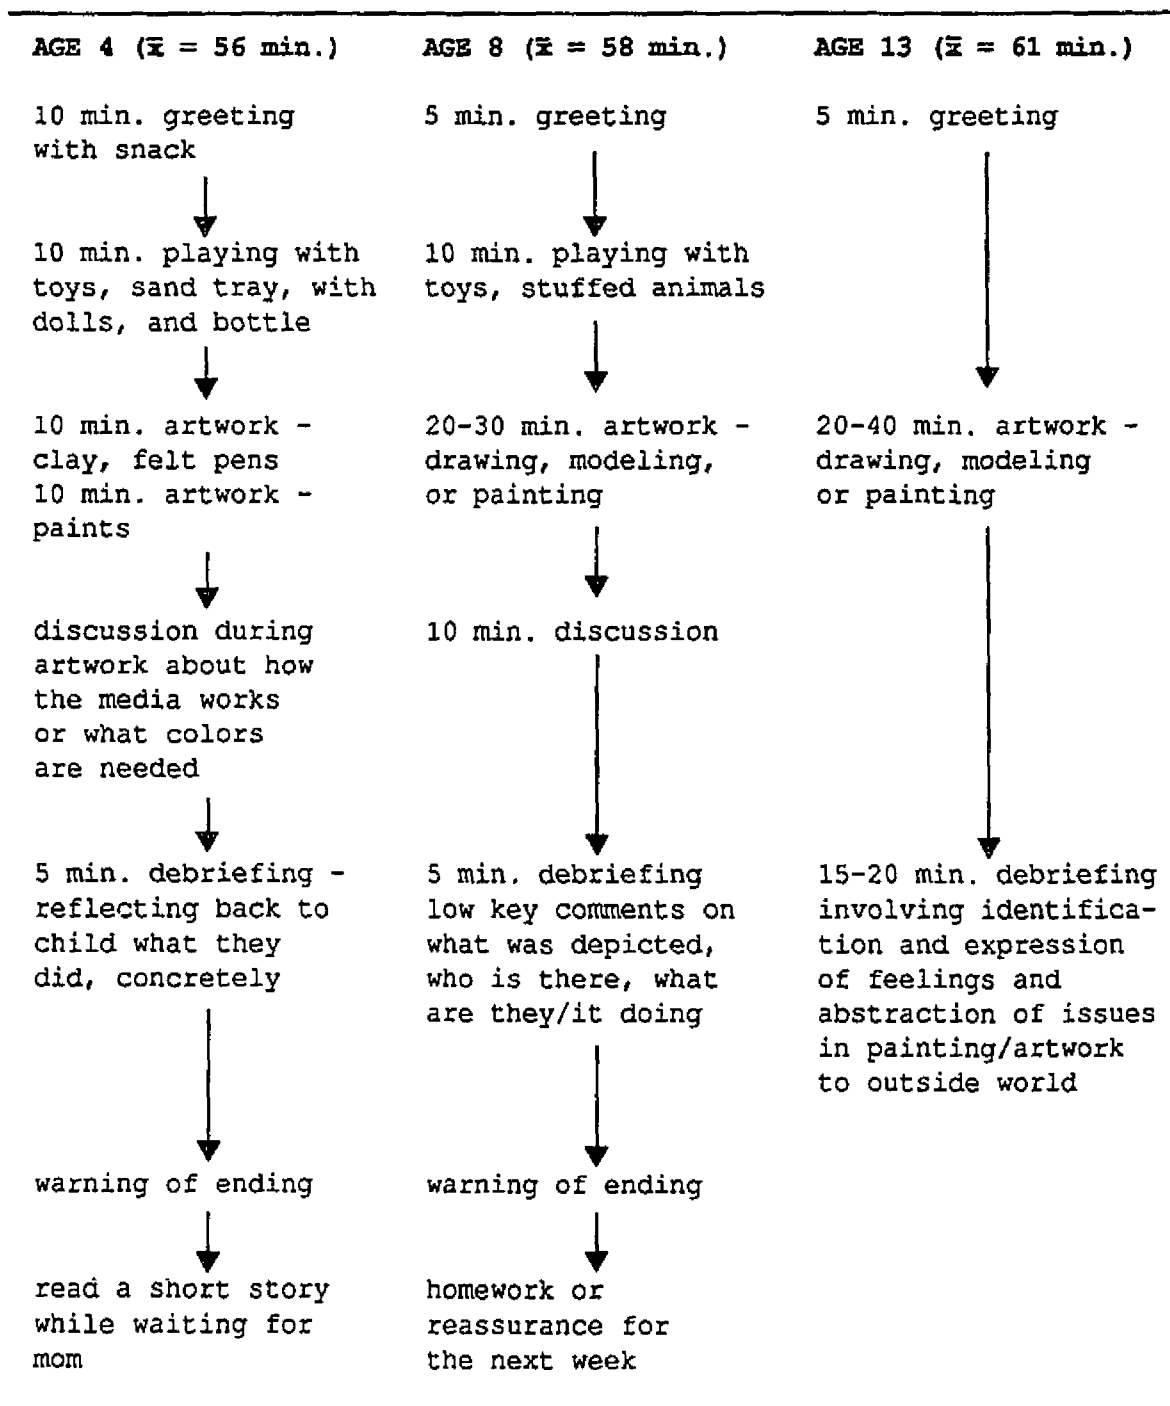 AGE 4 (x̄ = 56 min.)
10 min. greeting
with snack
10 min. playing with
toys, sand tray, with
dolls, and bottle
10 min. artwork -
clay, felt pens
10 min. artwork -
paints
discussion during
artwork about how
the media works
or what colors
are needed
5 min. debriefing -
reflecting back to
child what they
did, concretely
warning of ending
read a short story
while waiting for
mom
AGE 8 (x̄ = 58 min.)
5 min. greeting
10 min. playing with
toys, stuffed animals
20-30 min. artwork -
drawing, modeling,
or painting
10 min. discussion
5 min. debriefing
low key comments on
what was depicted,
who is there, what
are they/it doing
warning of ending
homework or
reassurance for
the next week
AGE 13 (x̄ = 61 min.)
5 min. greeting
20-40 min. artwork -
drawing, modeling
or painting
15-20 min. debriefing
involving identifica-
tion and expression
of feelings and
abstraction of issues
in painting/artwork
to outside world